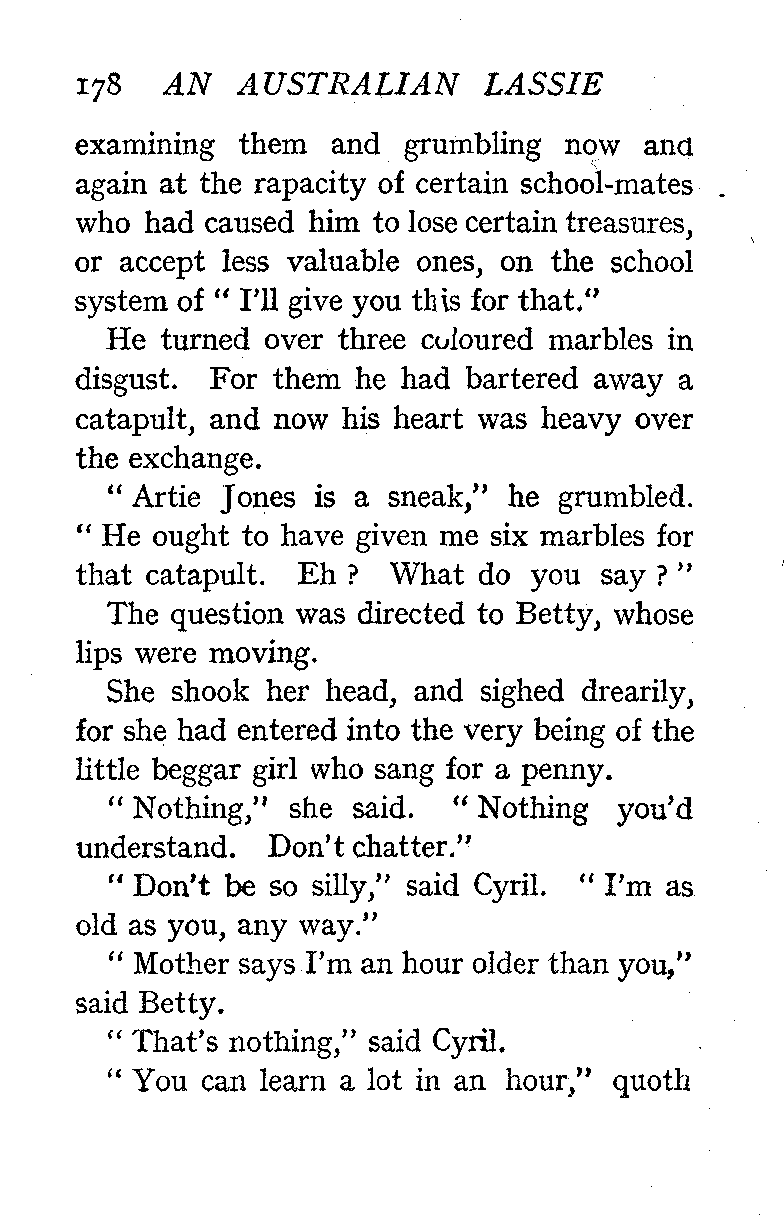 178 AN AUSTRALIAN LASSIE
examining them and grumbling now and
again at the rapacity of certain school-mates
who had caused him to lose certain treasures,
or accept less valuable ones, on the school
system of " I'll give you this for that."
He turned over three coloured marbles in
disgust. For them he had bartered away a
catapult, and now his heart was heavy over
the exchange.
" Artie Jones is a sneak," he grumbled.
" He ought to have given me six marbles for
that catapult. Eh ? What do you say ? "
The question was directed to Betty, whose
lips were moving.
She shook her head, and sighed drearily,
for she had entered into the very being of the
little beggar girl who sang for a penny.
" Nothing," she said. " Nothing you'd
understand. Don't chatter."
" Don't be so silly," said Cyril. " I'm as
old as you, any way."
" Mother says I'm an hour older than you,"
said Betty.
" That's nothing," said Cyril.
" You can learn a lot in an hour," quoth